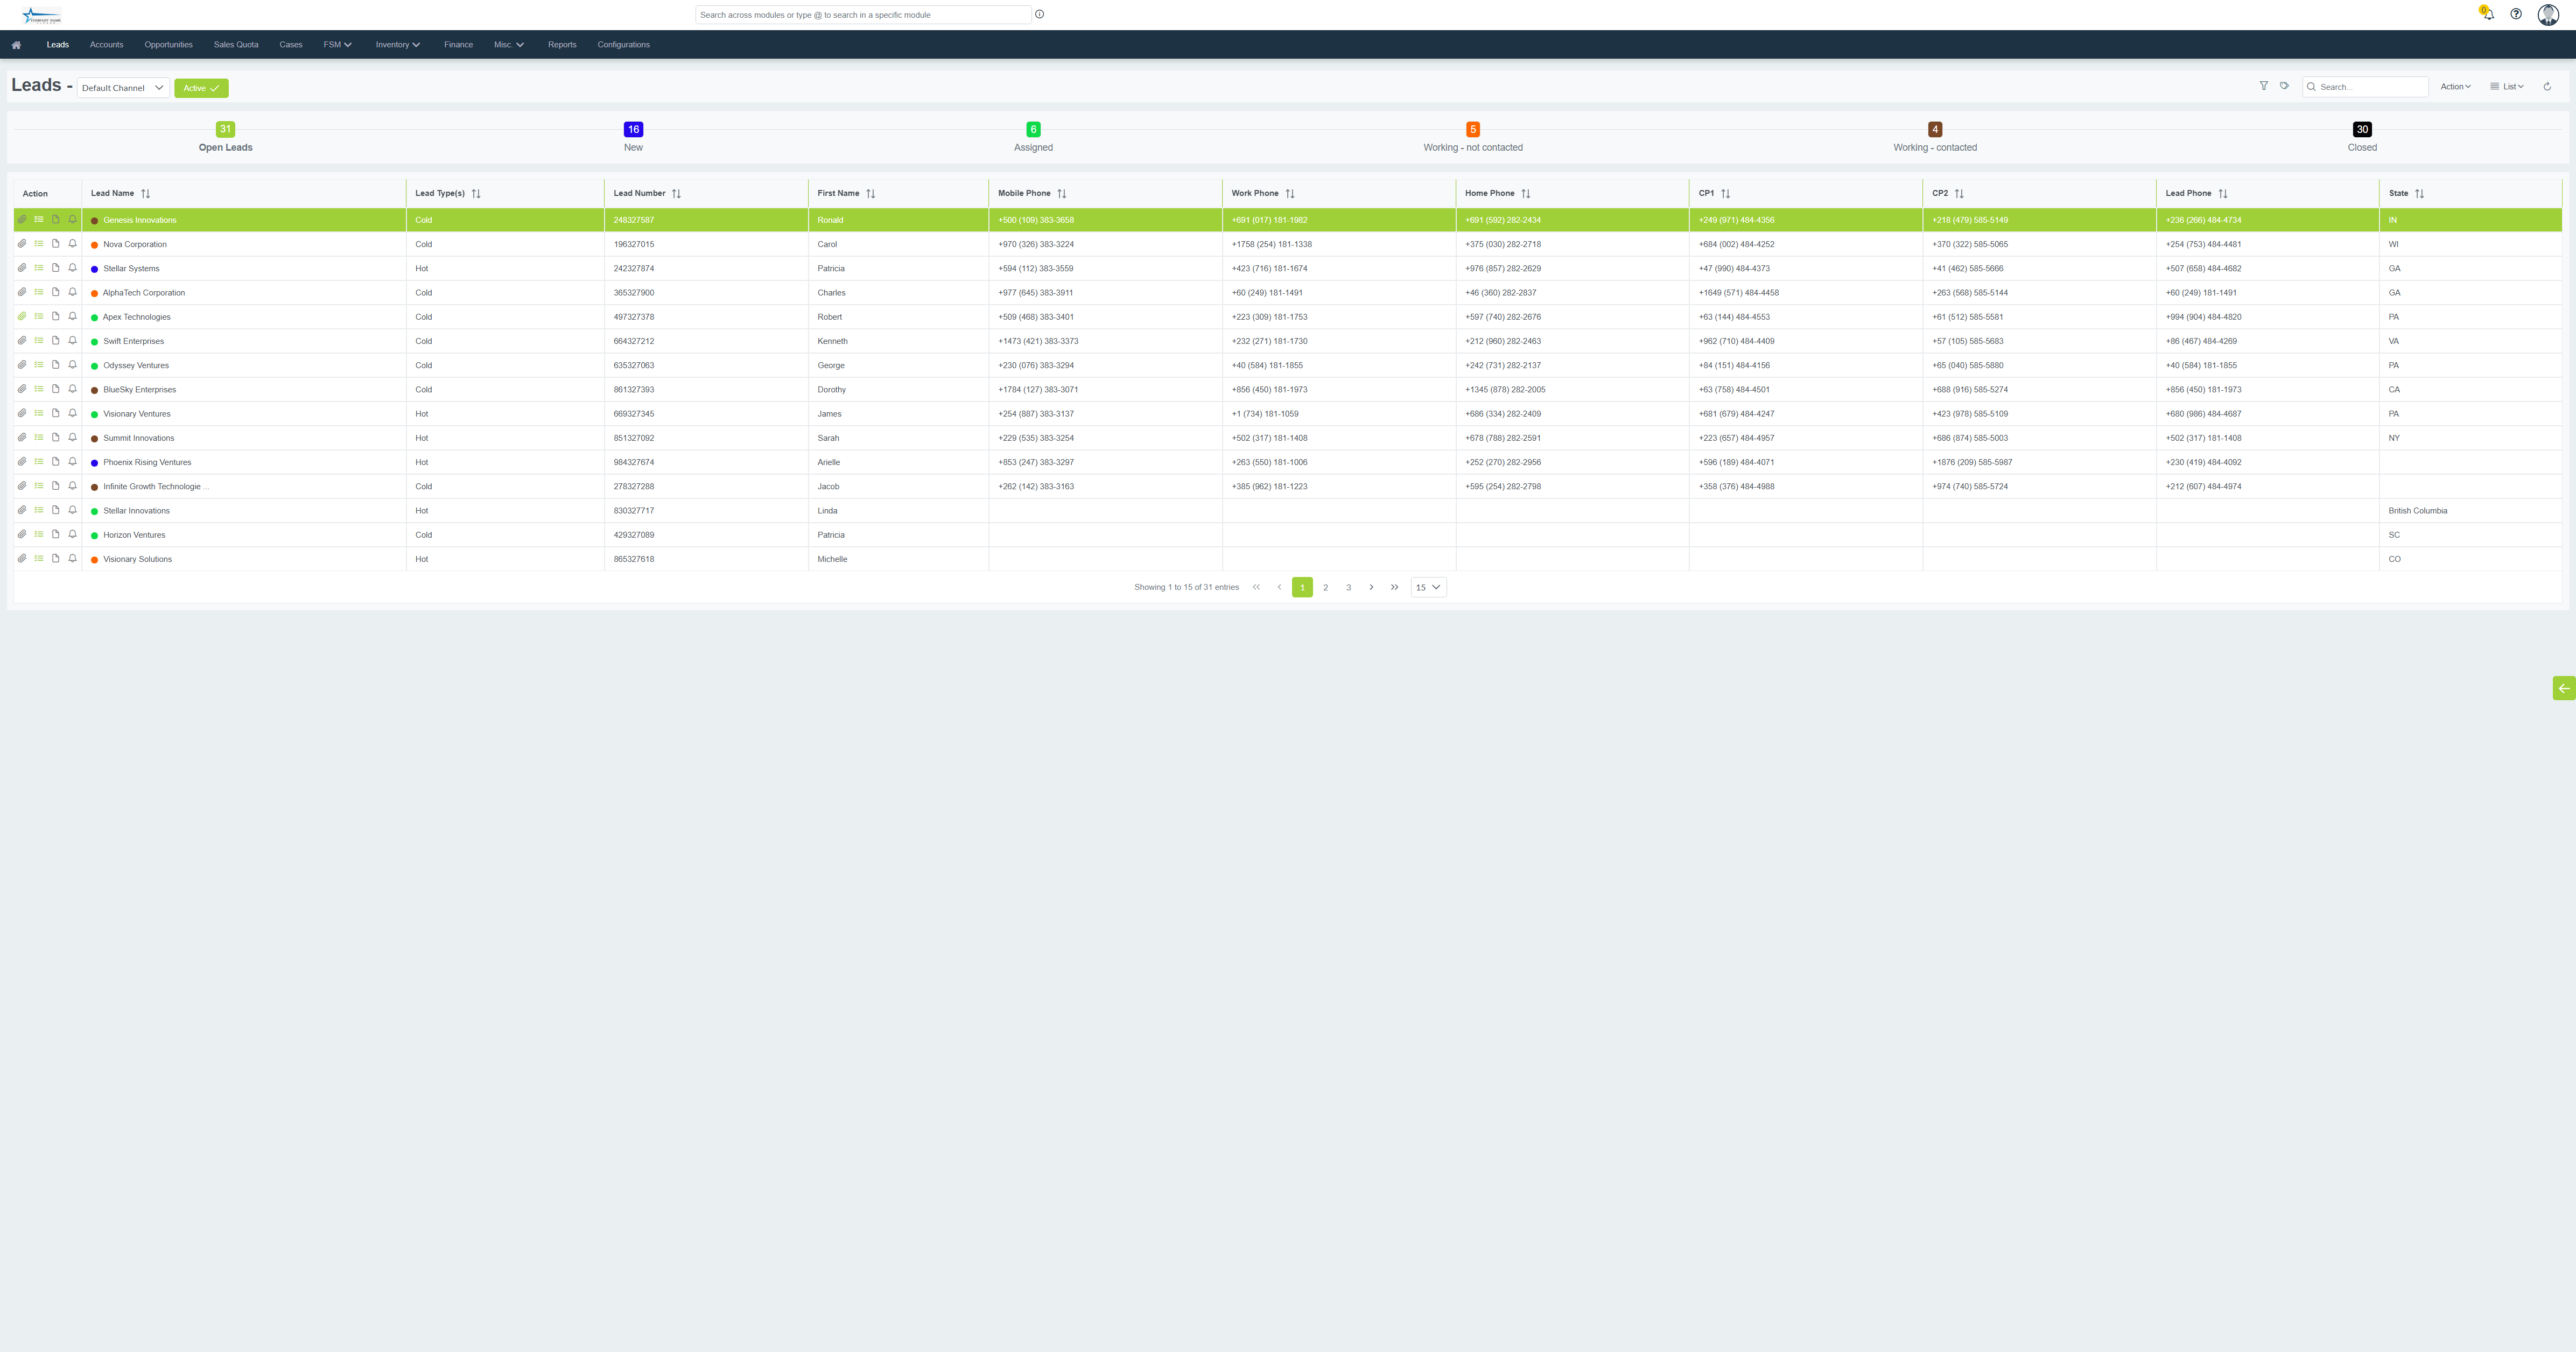 COMPANY NAME
Search across modules or type @ to search in a specific module
0
Leads Accounts Opportunities Sales Quota Cases FSM Inventory Finance Misc. Reports Configurations
Leads - Default Channel Active Search... Action List
31 16 6 5 4 30
Open Leads New Assigned Working - not contacted Working - contacted Closed
Action Lead Name Lead Type(s) Lead Number First Name Mobile Phone Work Phone Home Phone CP1 CP2 Lead Phone State
Genesis Innovations Cold 248327587 Ronald +500 (109) 383-3658 +691 (017) 181-1982 +691 (592) 282-2434 +249 (971) 484-4356 +218 (479) 585-5149 +236 (266) 484-4734 IN
Nova Corporation Cold 196327015 Carol +970 (326) 383-3224 +1758 (254) 181-1338 +375 (030) 282-2718 +684 (002) 484-4252 +370 (322) 585-5065 +254 (753) 484-4481 WI
Stellar Systems Hot 242327874 Patricia +594 (112) 383-3559 +423 (716) 181-1674 +976 (857) 282-2629 +47 (990) 484-4373 +41 (462) 585-5666 +507 (658) 484-4682 GA
AlphaTech Corporation Cold 365327900 Charles +977 (645) 383-3911 +60 (249) 181-1491 +46 (360) 282-2837 +1649 (571) 484-4458 +263 (568) 585-5144 +60 (249) 181-1491 GA
Apex Technologies Cold 497327378 Robert +509 (468) 383-3401 +223 (309) 181-1753 +597 (740) 282-2676 +63 (144) 484-4553 +61 (512) 585-5581 +994 (904) 484-4820 PA
Swift Enterprises Cold 664327212 Kenneth +1473 (421) 383-3373 +232 (271) 181-1730 +212 (960) 282-2463 +962 (710) 484-4409 +57 (105) 585-5683 +86 (467) 484-4269 VA
Odyssey Ventures Cold 635327063 George +230 (076) 383-3294 +40 (584) 181-1855 +242 (731) 282-2137 +84 (151) 484-4156 +65 (040) 585-5880 +40 (584) 181-1855 PA
BlueSky Enterprises Cold 861327393 Dorothy +1784 (127) 383-3071 +856 (450) 181-1973 +1345 (878) 282-2005 +63 (758) 484-4501 +688 (916) 585-5274 +856 (450) 181-1973 CA
Visionary Ventures Hot 669327345 James +254 (887) 383-3137 +1 (734) 181-1059 +686 (334) 282-2409 +681 (679) 484-4247 +423 (978) 585-5109 +680 (986) 484-4687 PA
Summit Innovations Hot 851327092 Sarah +229 (535) 383-3254 +502 (317) 181-1408 +678 (788) 282-2591 +223 (657) 484-4957 +686 (874) 585-5003 +502 (317) 181-1408 NY
Phoenix Rising Ventures Hot 984327674 Arielle +853 (247) 383-3297 +263 (550) 181-1006 +252 (270) 282-2956 +596 (189) 484-4071 +1876 (209) 585-5987 +230 (419) 484-4092
Infinite Growth Technologie ... Cold 278327288 Jacob +262 (142) 383-3163 +385 (962) 181-1223 +595 (254) 282-2798 +358 (376) 484-4988 +974 (740) 585-5724 +212 (607) 484-4974
Stellar Innovations Hot 830327717 Linda British Columbia
Horizon Ventures Cold 429327089 Patricia SC
Visionary Solutions Hot 865327618 Michelle CO
Showing 1 to 15 of 31 entries 1 2 3 15